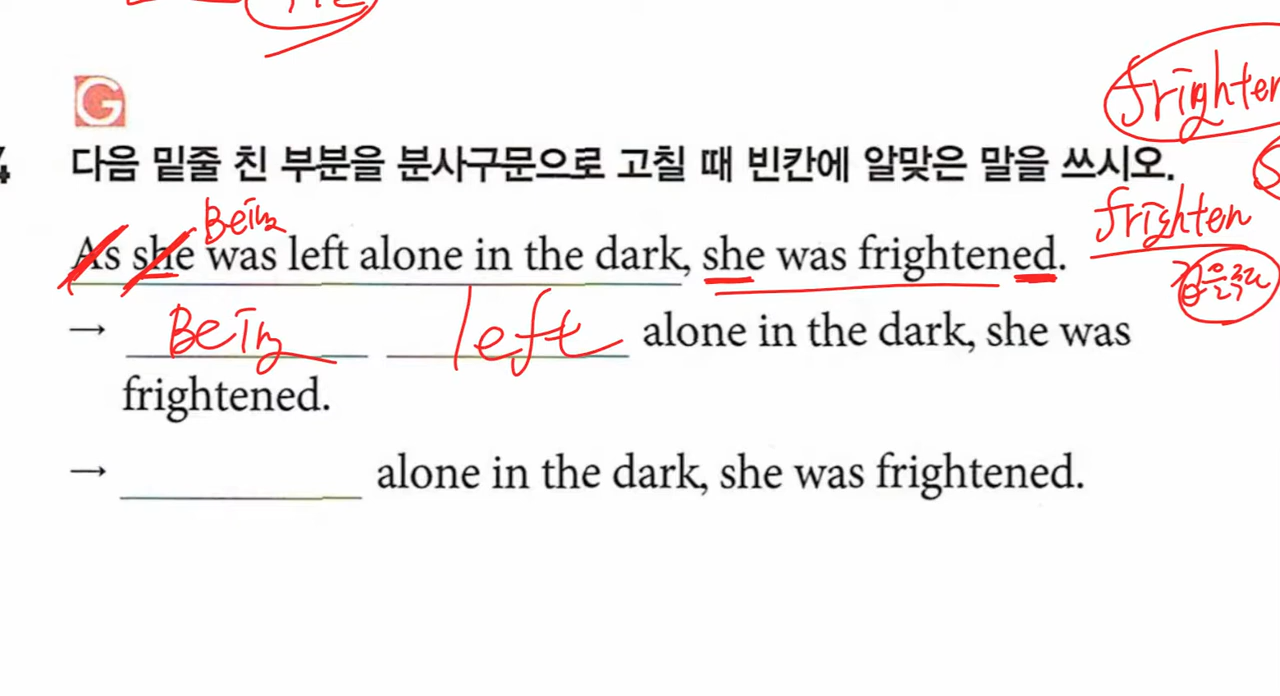 G
다음 밑줄 친 부분을 분사구문으로 고칠 때 빈칸에 알맞은 말을 쓰시오.
frighten
Being
As she was left alone in the dark, she was frightened.
frighten
→ Being left alone in the dark, she was
frightened.
→ alone in the dark, she was frightened.